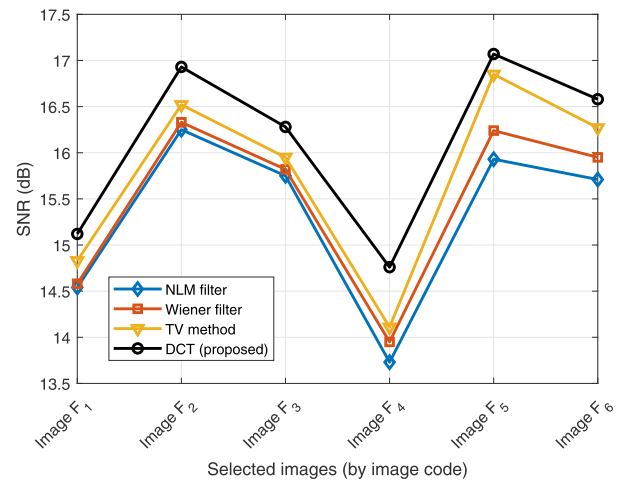 SNR (dB)
17.5
17
16.5
16
15.5
15
14.5
14
13.5
NLM filter
Wiener filter
TV method
DCT (proposed)
Image F 1
Image F 2
Image F 3
Image F 4
Image F 5
Image F 6
Selected images (by image code)